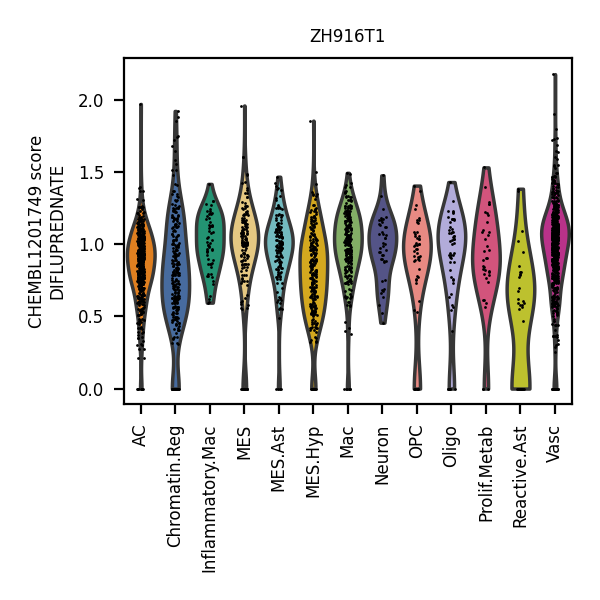 ZH916T1
CHEMBL1201749 score
DIFLUPREDNATE
2.0
1.5
1.0
0.5
0.0
AC
Chromatin.Reg
Inflammatory.Mac
MES
MES.Ast
MES.Hyp
Mac
Neuron
OPC
Oligo
Prolif.Metab
Reactive.Ast
Vasc